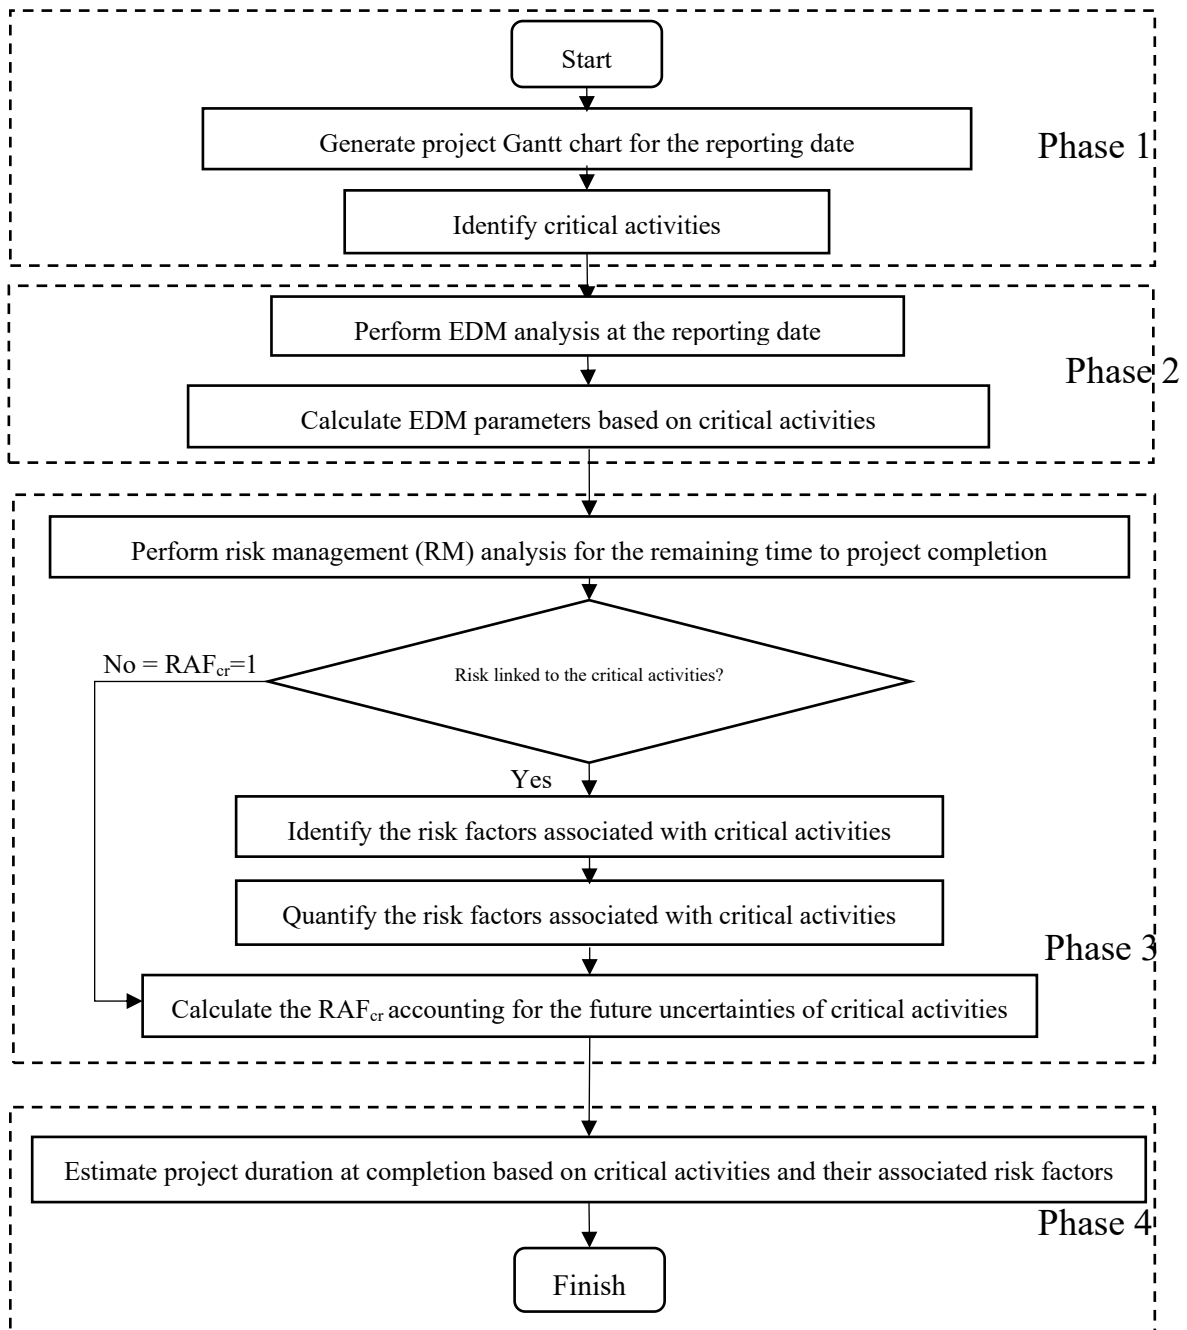 Start
Generate project Gantt chart for the reporting date
Phase 1
Identify critical activities
Perform EDM analysis at the reporting date
Phase 2
Calculate EDM parameters based on critical activities
Perform risk management (RM) analysis for the remaining time to project completion
No = RAFcr=1
Risk linked to the critical activities?
Yes
Identify the risk factors associated with critical activities
Quantify the risk factors associated with critical activities
Phase 3
Calculate the RAFcr accounting for the future uncertainties of critical activities
Estimate project duration at completion based on critical activities and their associated risk factors
Phase 4
Finish